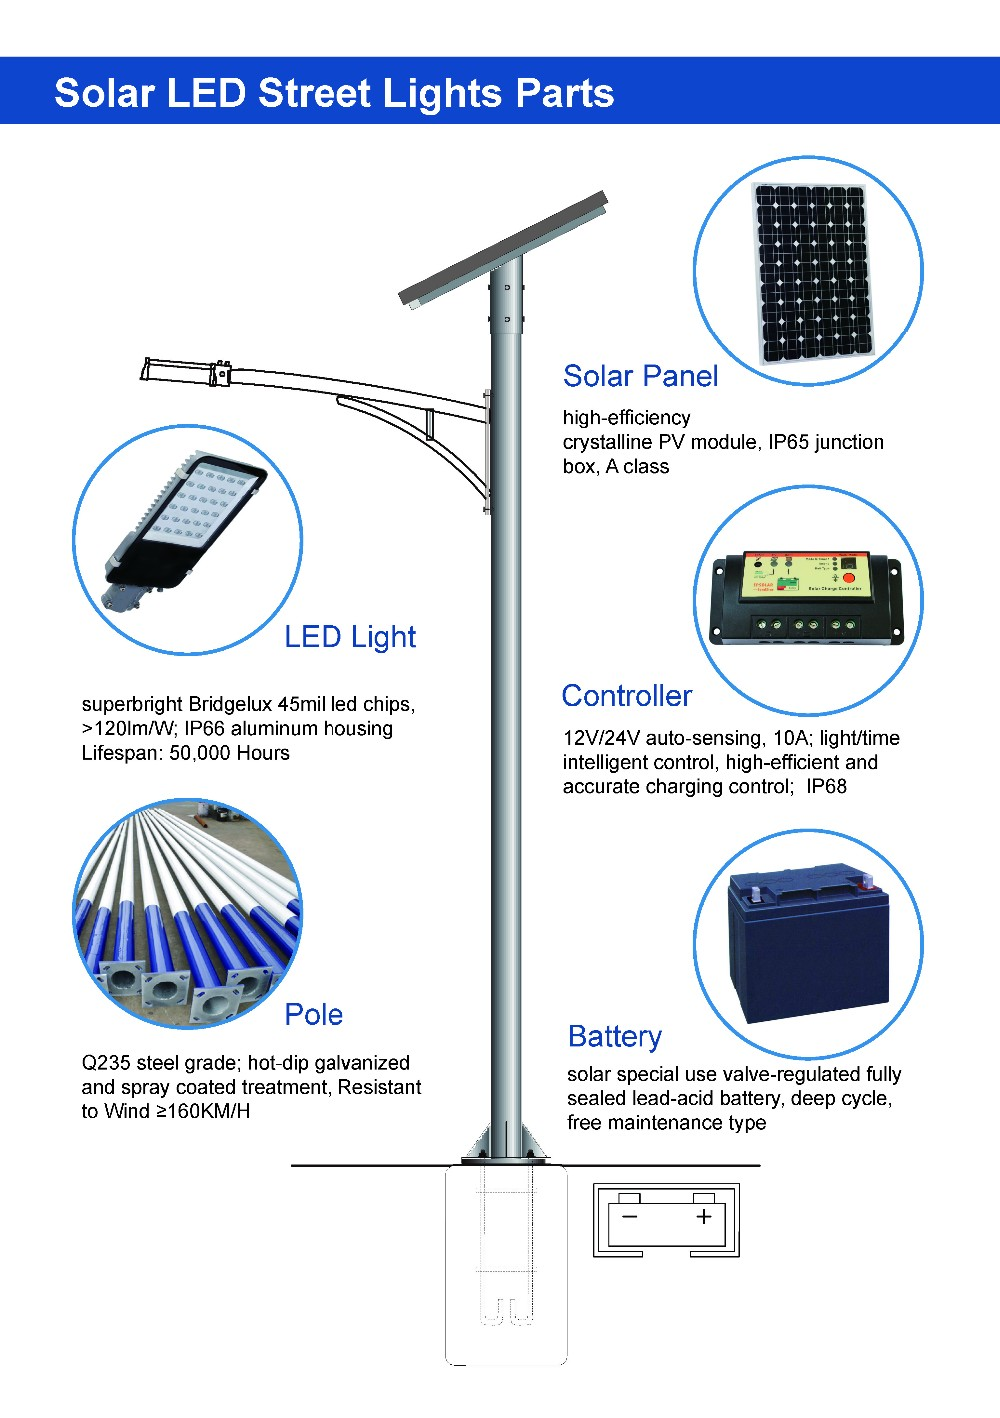 Solar LED Street Lights Parts
Solar Panel
high-efficiency
crystalline PV module, IP65 junction
box, A class
LED Light
superbright Bridgelux 45mil led chips,
>120lm/W; IP66 aluminum housing
Lifespan: 50,000 Hours
Solar Charge Controller
Controller
12V/24V auto-sensing, 10A; light/time
intelligent control, high-efficient and
accurate charging control;  IP68
Pole
Q235 steel grade; hot-dip galvanized
and spray coated treatment, Resistant
to Wind ≥160KM/H
Battery
solar special use valve-regulated fully
sealed lead-acid battery, deep cycle,
free maintenance type
− +